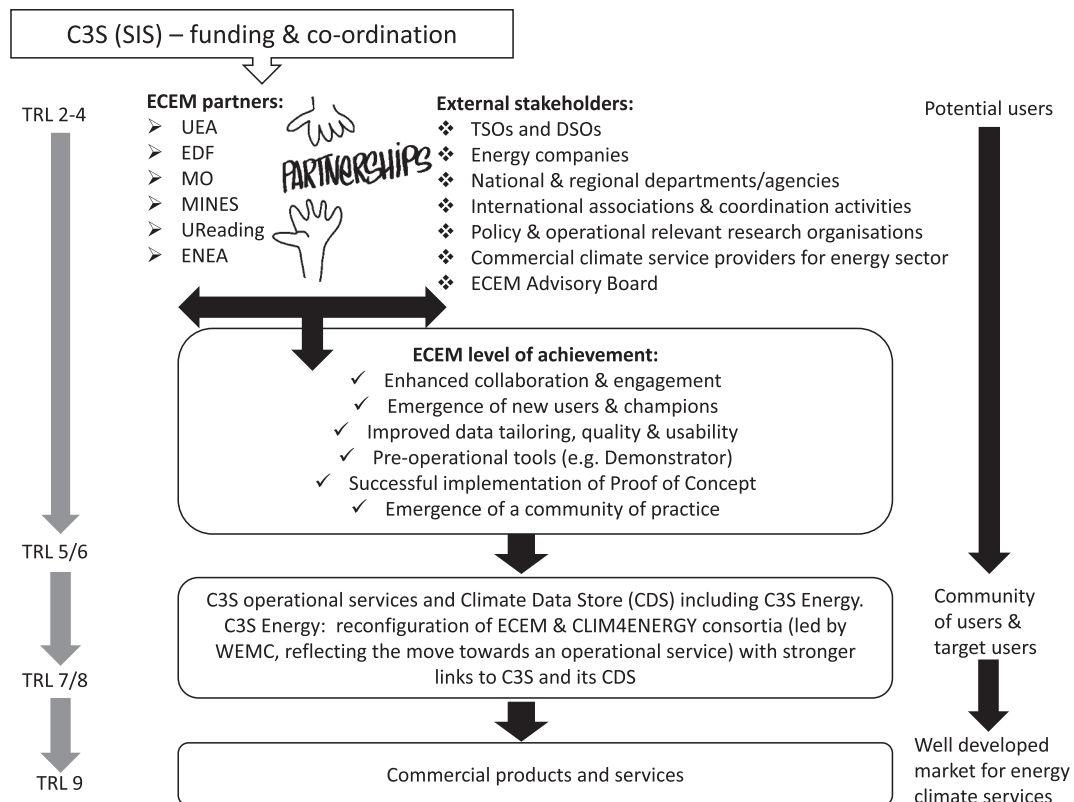 C3S (SIS) – funding & co-ordination
TRL 2-4
ECEM partners:
UEA
EDF
MO
MINES
UReading
ENEA
PARTNERSHIPS
External stakeholders:
TSOs and DSOs
Energy companies
National & regional departments/agencies
International associations & coordination activities
Policy & operational relevant research organisations
Commercial climate service providers for energy sector
ECEM Advisory Board
Potential users
ECEM level of achievement:
Enhanced collaboration & engagement
Emergence of new users & champions
Improved data tailoring, quality & usability
Pre-operational tools (e.g. Demonstrator)
Successful implementation of Proof of Concept
Emergence of a community of practice
TRL 5/6
C3S operational services and Climate Data Store (CDS) including C3S Energy.
C3S Energy: reconfiguration of ECEM & CLIM4ENERGY consortia (led by
WEMC, reflecting the move towards an operational service) with stronger
links to C3S and its CDS
Community
of users &
target users
TRL 7/8
Commercial products and services
TRL 9
Well developed
market for energy
climate services